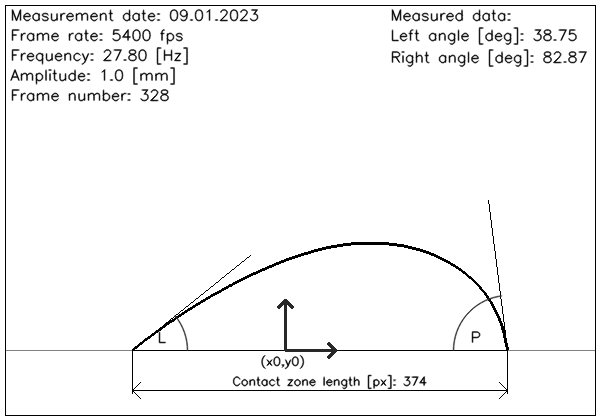 Measurement date: 09.01.2023
Frame rate: 5400 fps
Frequency: 27.80 [Hz]
Amplitude: 1.0 [mm]
Frame number: 328
Measured data:
Left angle [deg]: 38.75
Right angle [deg]: 82.87
L
P
(x0,y0)
Contact zone length [px]: 374